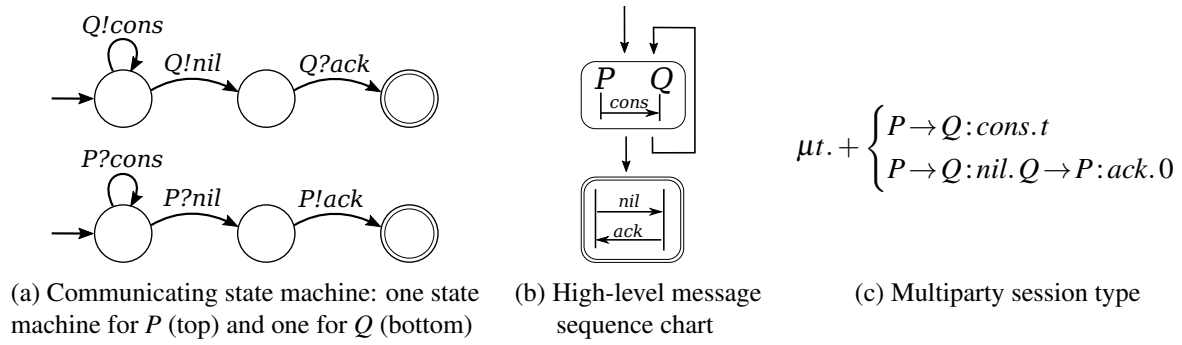 Q!cons
Q!nil
Q?ack
P?cons
P?nil
P!ack
(a) Communicating state machine: one state
machine for P (top) and one for Q (bottom)
P Q
cons
nil
ack
(b) High-level message
sequence chart
μt. + { P→Q:cons.t
P→Q:nil. Q→P:ack. 0
(c) Multiparty session type